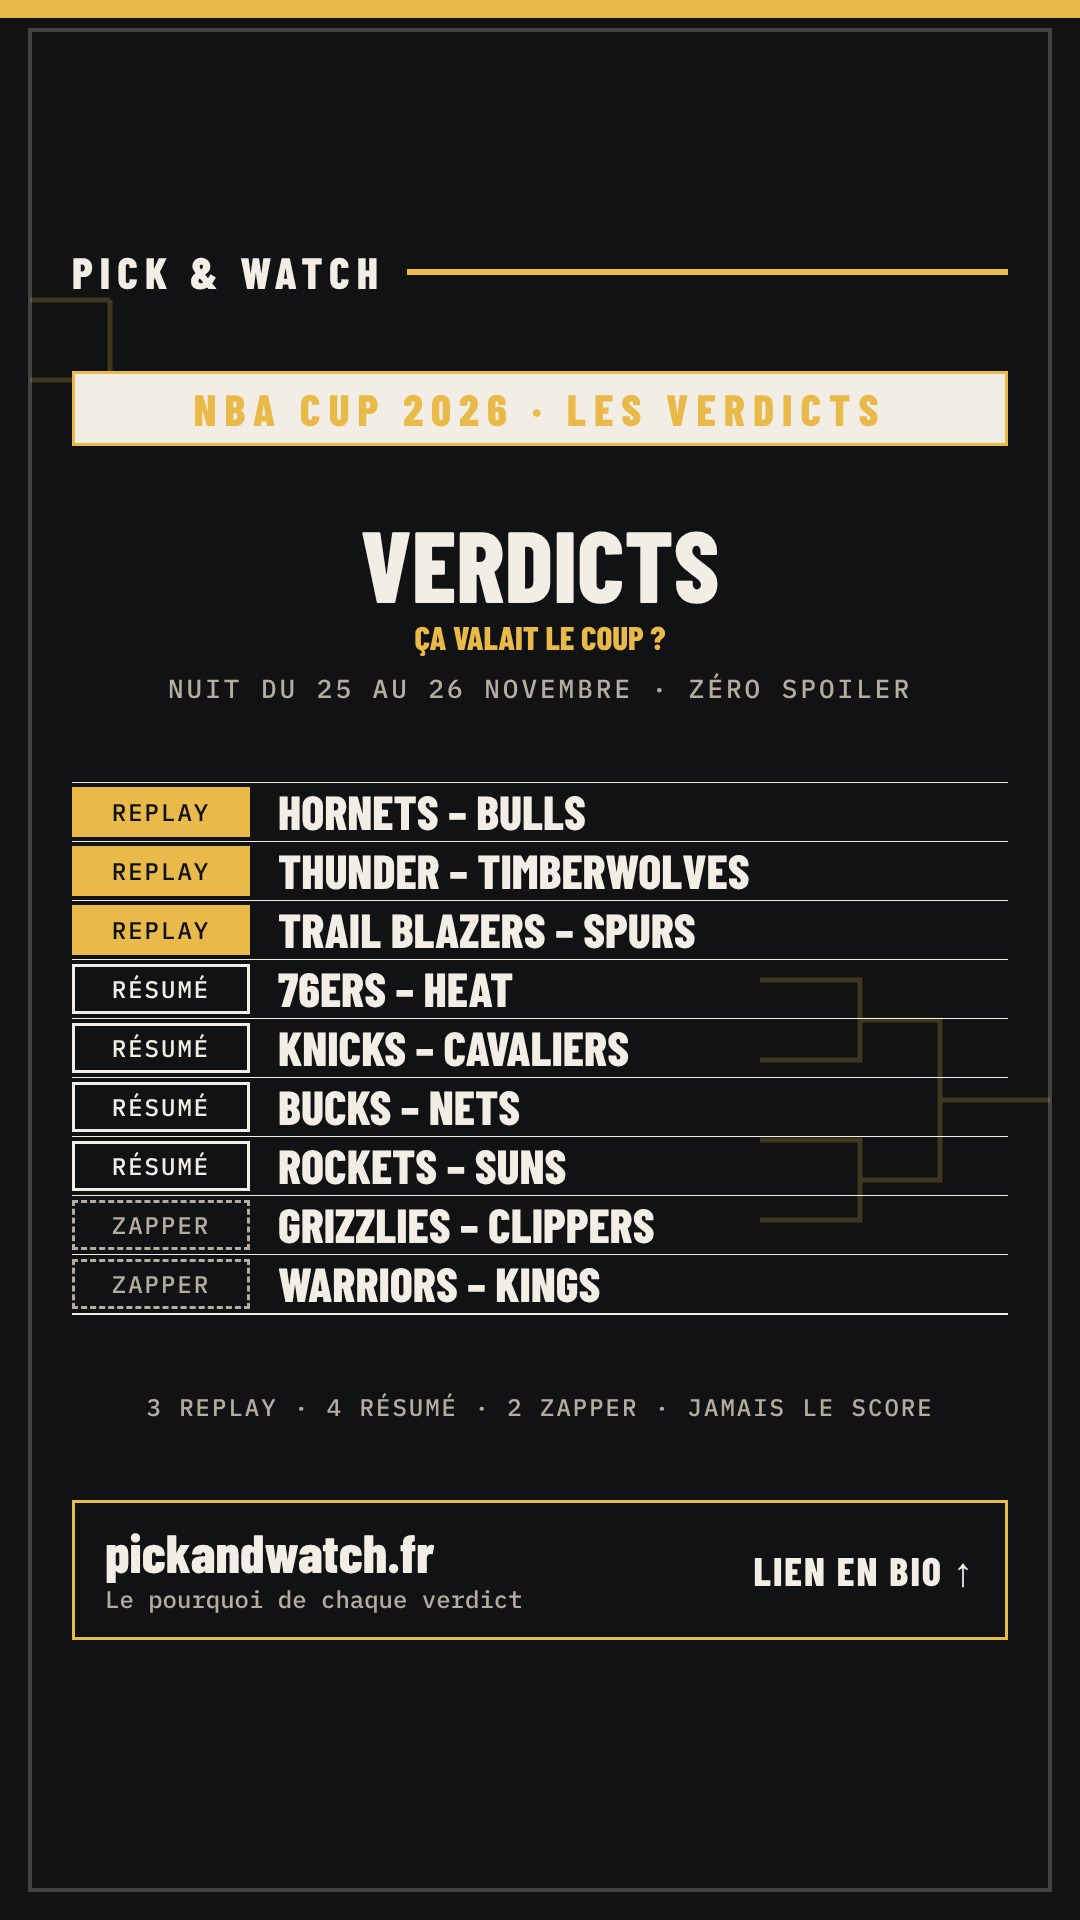 PICK & WATCH
NBA CUP 2026 · LES VERDICTS
VERDICTS
ÇA VALAIT LE COUP ?
NUIT DU 25 AU 26 NOVEMBRE · ZÉRO SPOILER
REPLAY HORNETS – BULLS
REPLAY THUNDER – TIMBERWOLVES
REPLAY TRAIL BLAZERS – SPURS
RÉSUMÉ 76ERS – HEAT
RÉSUMÉ KNICKS – CAVALIERS
RÉSUMÉ BUCKS – NETS
RÉSUMÉ ROCKETS – SUNS
ZAPPER GRIZZLIES – CLIPPERS
ZAPPER WARRIORS – KINGS
3 REPLAY · 4 RÉSUMÉ · 2 ZAPPER · JAMAIS LE SCORE
pickandwatch.fr
Le pourquoi de chaque verdict
LIEN EN BIO ↑